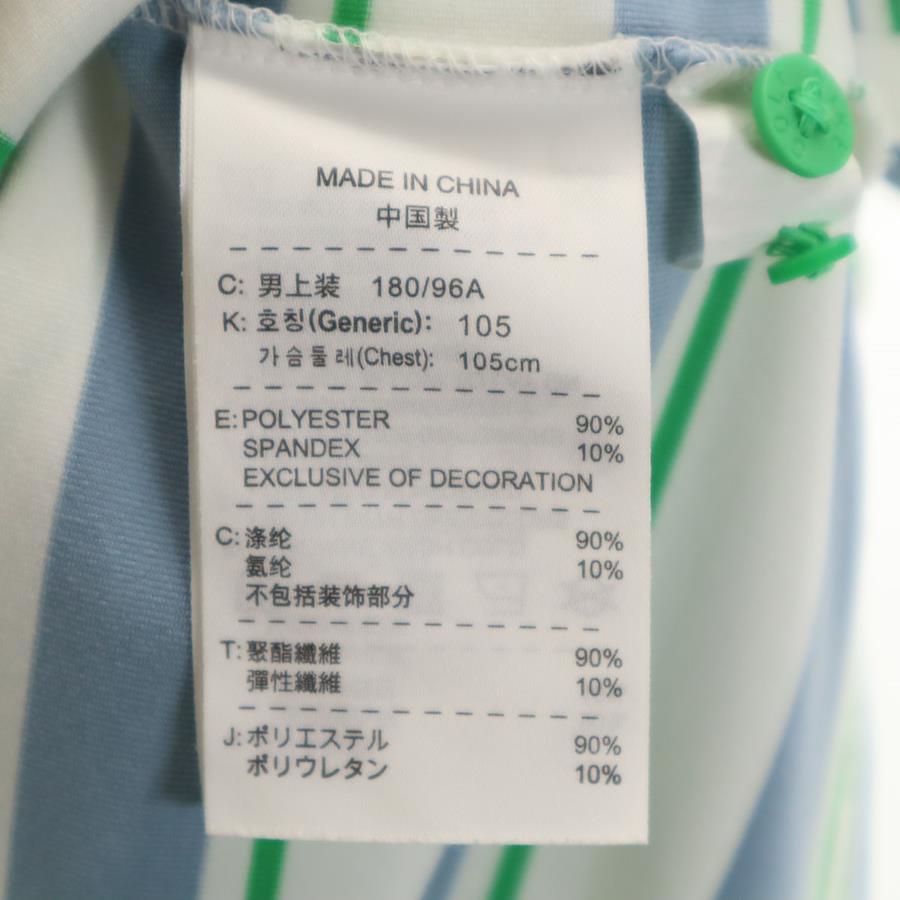 MADE IN CHINA
中国製
C: 男上装 180/96A
K: 호칭(Generic): 105
가슴둘레(Chest): 105cm
E: POLYESTER 90%
SPANDEX 10%
EXCLUSIVE OF DECORATION
C: 涤纶 90%
氨纶 10%
不包括装饰部分
T: 聚酯纖維 90%
彈性纖維 10%
J: ポリエステル 90%
ポリウレタン 10%